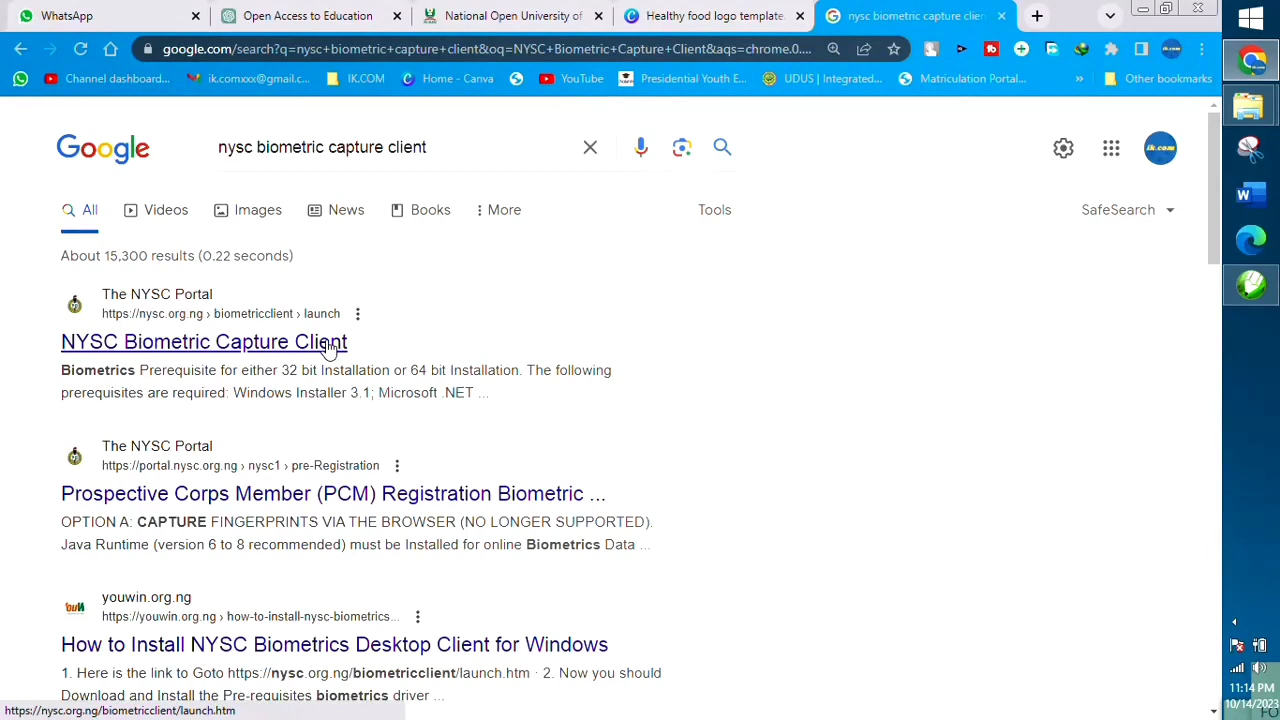 WhatsApp
Open Access to Education
National Open University of
Healthy food logo template.
nysc biometric capture clien
google.com/search?q=nysc+biometric+capture+client&oq=NYSC+Biometric+Capture+Client&aqs=chrome.0....
Channel dashboard...
ik.comxxx@gmail.c...
IK.COM
Home - Canva
YouTube
Presidential Youth E...
UDUS | Integrated...
Matriculation Portal...
»
Other bookmarks
Google
nysc biometric capture client
ik.com
All
Videos
Images
News
Books
More
Tools
SafeSearch
About 15,300 results (0.22 seconds)
The NYSC Portal
https://nysc.org.ng › biometricclient › launch
NYSC Biometric Capture Client
Biometrics Prerequisite for either 32 bit Installation or 64 bit Installation. The following
prerequisites are required: Windows Installer 3.1; Microsoft .NET ...
The NYSC Portal
https://portal.nysc.org.ng › nysc1 › pre-Registration
Prospective Corps Member (PCM) Registration Biometric ...
OPTION A: CAPTURE FINGERPRINTS VIA THE BROWSER (NO LONGER SUPPORTED).
Java Runtime (version 6 to 8 recommended) must be Installed for online Biometrics Data ...
youwin.org.ng
https://youwin.org.ng › how-to-install-nysc-biometrics...
How to Install NYSC Biometrics Desktop Client for Windows
1. Here is the link to Goto https://nysc.org.ng/biometricclient/launch.htm · 2. Now you should
Download and Install the Pre-requisites biometrics driver ...
https://nysc.org.ng/biometricclient/launch.htm
11:14 PM
10/14/2023
FO